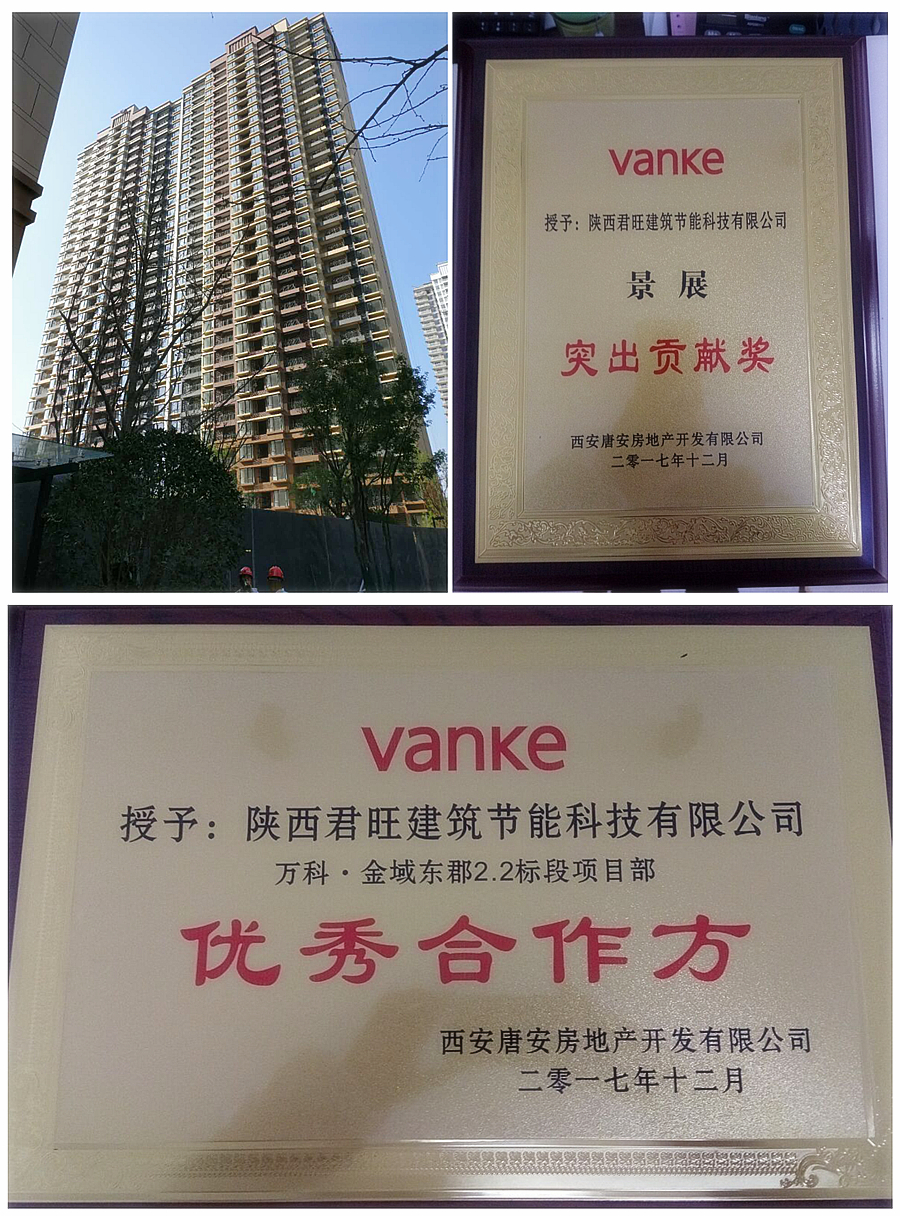 vanke
授予：陕西君旺建筑节能科技有限公司
景展
突出贡献奖
西安唐安房地产开发有限公司
二零一七年十二月
vanke
授予：陕西君旺建筑节能科技有限公司
万科·金域东郡2.2标段项目部
优秀合作方
西安唐安房地产开发有限公司
二零一七年十二月